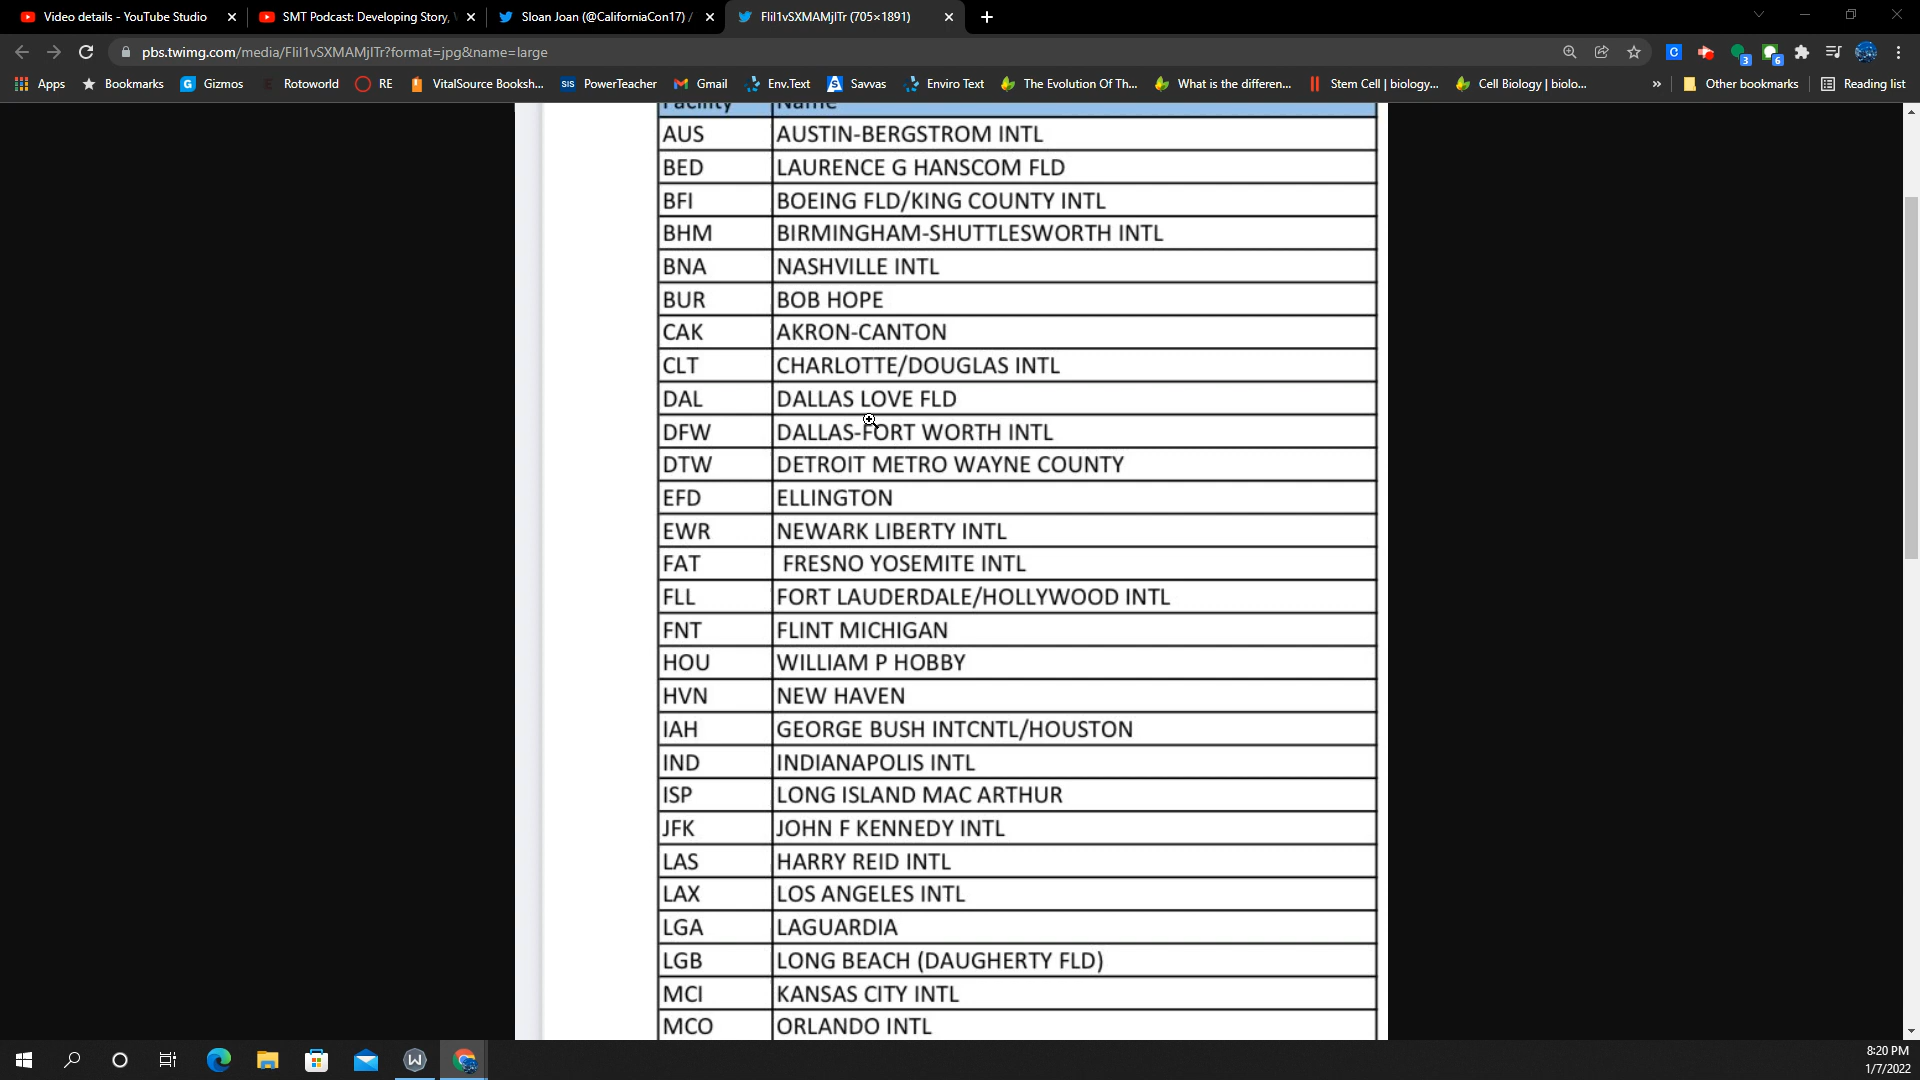 Video details - YouTube Studio
SMT Podcast: Developing Story,
Sloan Joan (@CaliforniaCon17) /
FIiI1vSXMAMjITr (705×1891)
pbs.twimg.com/media/FIiI1vSXMAMjITr?format=jpg&name=large
Apps
Bookmarks
Gizmos
Rotoworld
RE
VitalSource Booksh...
PowerTeacher
Gmail
Env.Text
Savvas
Enviro Text
The Evolution Of Th...
What is the differen...
Stem Cell | biology...
Cell Biology | biolo...
Other bookmarks
Reading list
Facility Name
AUS AUSTIN-BERGSTROM INTL
BED LAURENCE G HANSCOM FLD
BFI BOEING FLD/KING COUNTY INTL
BHM BIRMINGHAM-SHUTTLESWORTH INTL
BNA NASHVILLE INTL
BUR BOB HOPE
CAK AKRON-CANTON
CLT CHARLOTTE/DOUGLAS INTL
DAL DALLAS LOVE FLD
DFW DALLAS-FORT WORTH INTL
DTW DETROIT METRO WAYNE COUNTY
EFD ELLINGTON
EWR NEWARK LIBERTY INTL
FAT FRESNO YOSEMITE INTL
FLL FORT LAUDERDALE/HOLLYWOOD INTL
FNT FLINT MICHIGAN
HOU WILLIAM P HOBBY
HVN NEW HAVEN
IAH GEORGE BUSH INTCNTL/HOUSTON
IND INDIANAPOLIS INTL
ISP LONG ISLAND MAC ARTHUR
JFK JOHN F KENNEDY INTL
LAS HARRY REID INTL
LAX LOS ANGELES INTL
LGA LAGUARDIA
LGB LONG BEACH (DAUGHERTY FLD)
MCI KANSAS CITY INTL
MCO ORLANDO INTL
8:20 PM
1/7/2022